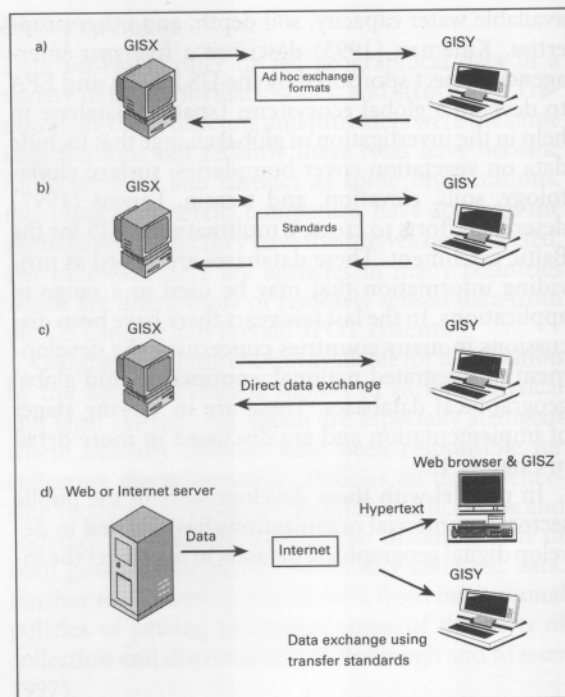 a)
GISX
GISY
Ad hoc exchange
formats
b)
GISX
GISY
Standards
c)
GISX
GISY
Direct data exchange
d)
Web or Internet server
Web browser & GISZ
Hypertext
Data
Internet
GISY
Data exchange using
transfer standards